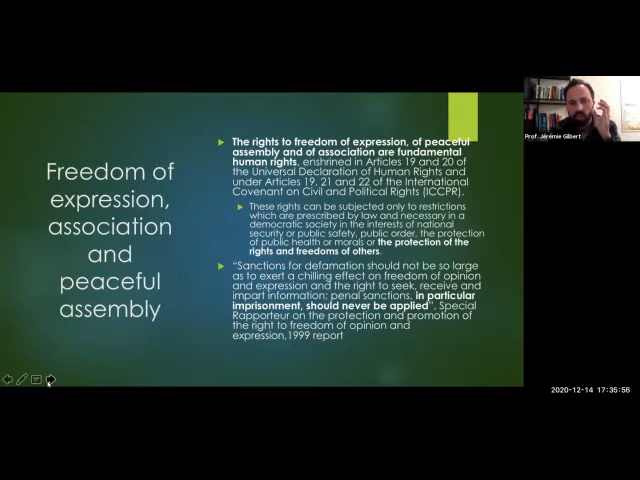 Freedom of
expression,
association
and
peaceful
assembly
The rights to freedom of expression, of peaceful
assembly and of association are fundamental
human rights, enshrined in Articles 19 and 20 of
the Universal Declaration of Human Rights and
under Articles 19, 21 and 22 of the International
Covenant on Civil and Political Rights (ICCPR).
These rights can be subjected only to restrictions
which are prescribed by law and necessary in a
democratic society in the interests of national
security or public safety, public order, the protection
of public health or morals or the protection of the
rights and freedoms of others.
“Sanctions for defamation should not be so large
as to exert a chilling effect on freedom of opinion
and expression and the right to seek, receive and
impart information; penal sanctions, in particular
imprisonment, should never be applied”, Special
Rapporteur on the protection and promotion of
the right to freedom of opinion and
expression,1999 report
Prof. Jérémie Gilbert
2020-12-14 17:35:56